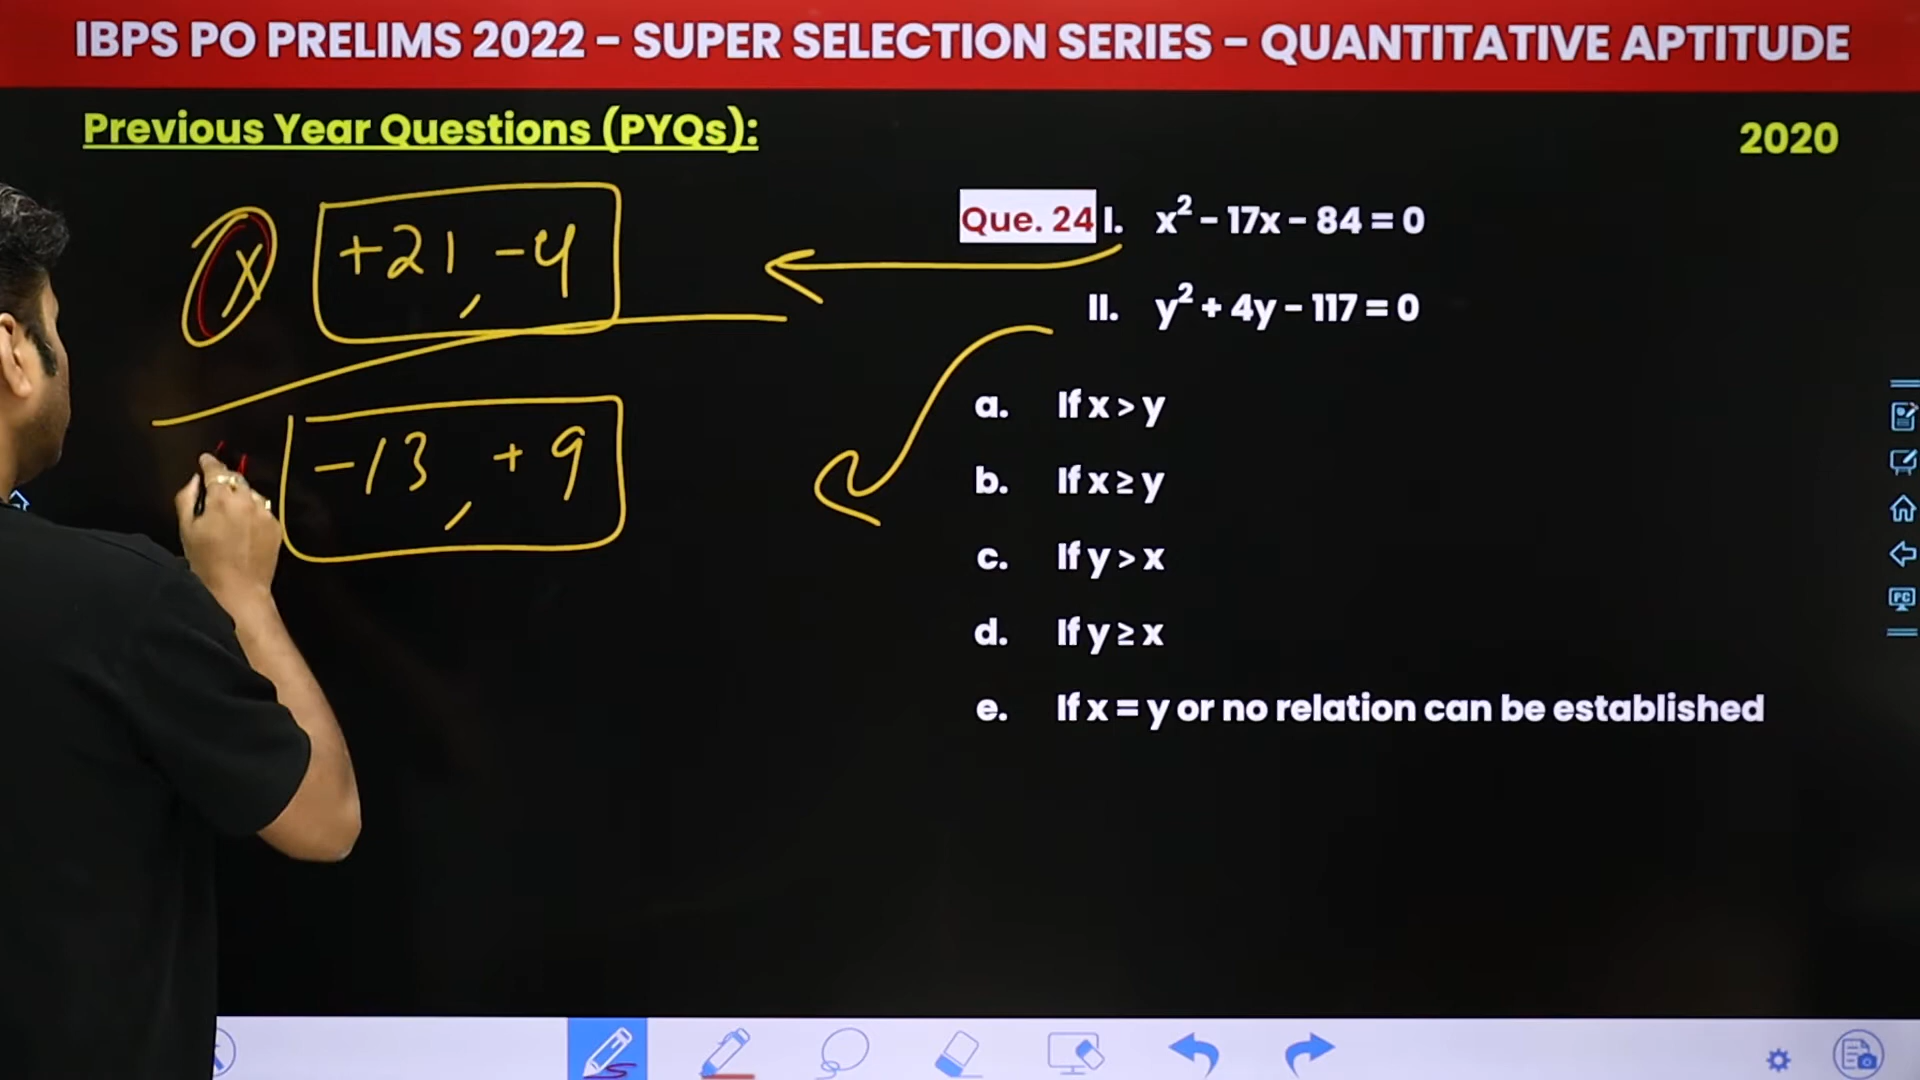 IBPS PO PRELIMS 2022 - SUPER SELECTION SERIES - QUANTITATIVE APTITUDE
Previous Year Questions (PYQs):
2020
x +21, -4
-13, +9
Que. 24 I. x² - 17x - 84 = 0
II. y² + 4y - 117 = 0
a. If x > y
b. If x ≥ y
c. If y > x
d. If y ≥ x
e. If x = y or no relation can be established
PC